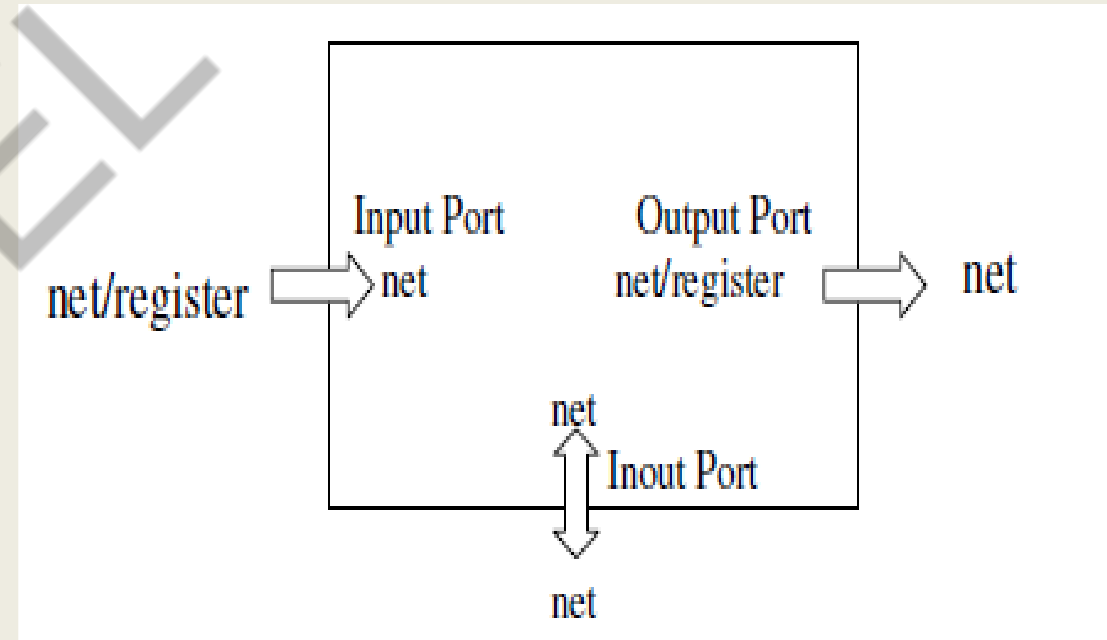 Input Port
Output Port
net/register
net
net/register
net
net
Inout Port
net